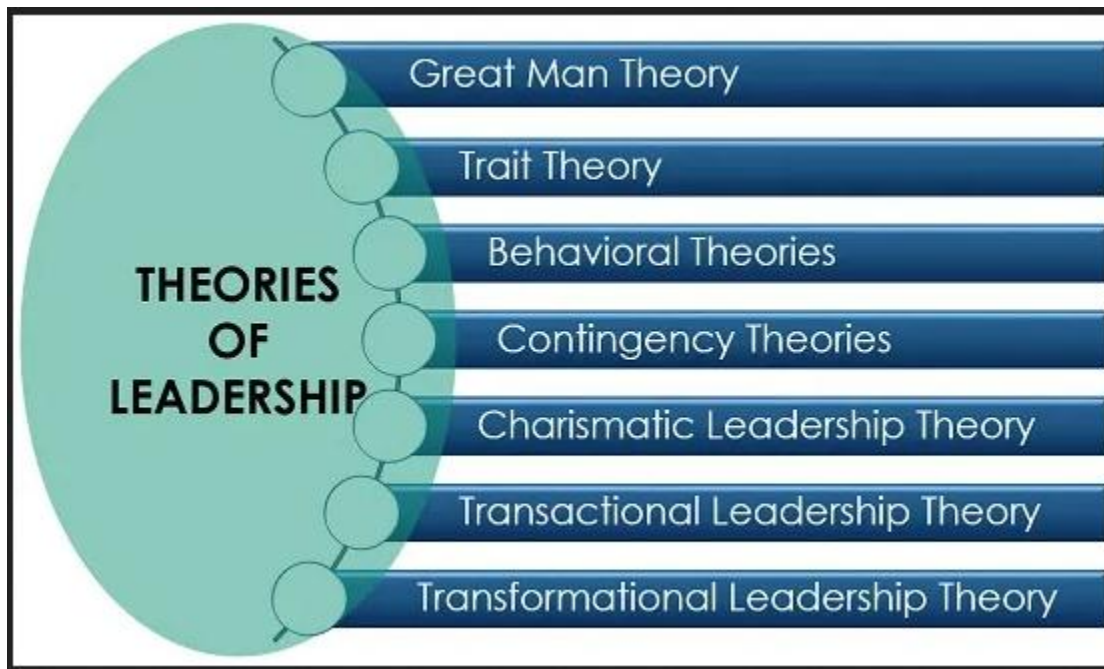 THEORIES
OF
LEADERSHIP
Great Man Theory
Trait Theory
Behavioral Theories
Contingency Theories
Charismatic Leadership Theory
Transactional Leadership Theory
Transformational Leadership Theory